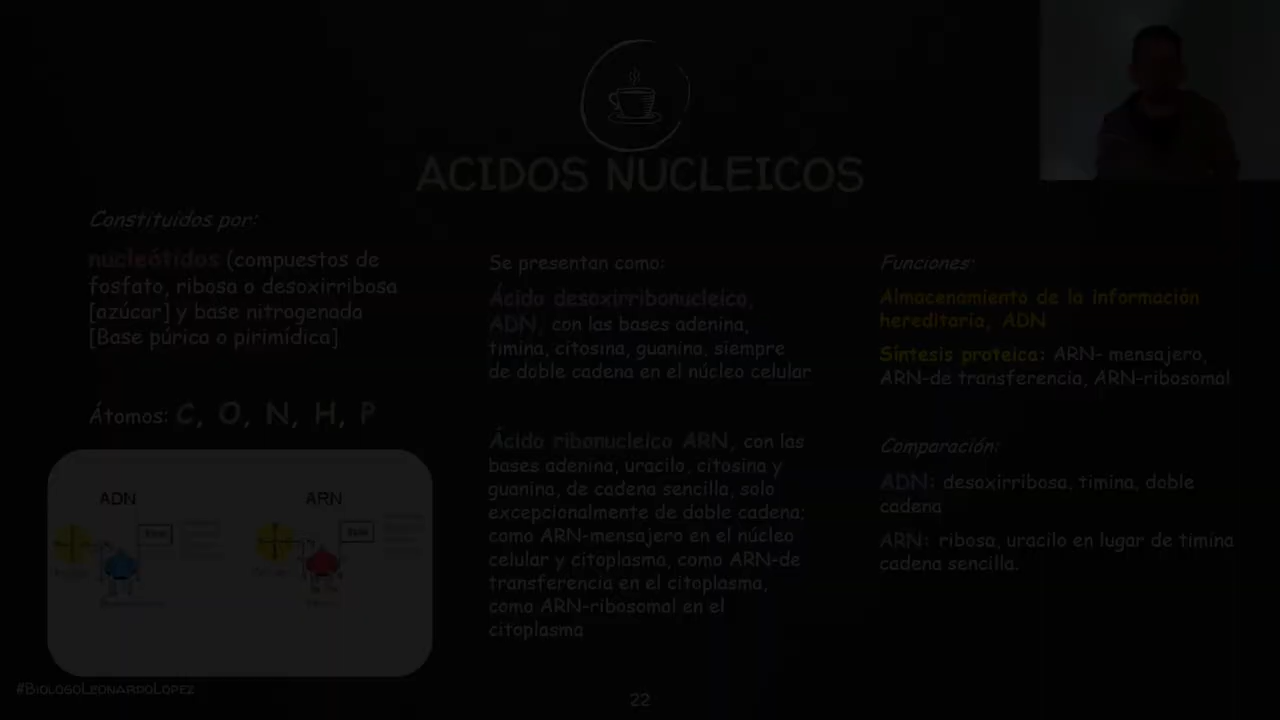 ACIDOS NUCLEICOS
Constituidos por:
nucleótidos (compuestos de
fosfato, ribosa o desoxirribosa
[azúcar] y base nitrogenada
[Base púrica o pirimídica]
Átomos: C, O, N, H, P
ADN
ARN
Se presentan como:
Ácido desoxirribonucleico,
ADN, con las bases adenina,
timina, citosina, guanina, siempre
de doble cadena en el núcleo celular
Ácido ribonucleico ARN, con las
bases adenina, uracilo, citosina y
guanina, de cadena sencilla, solo
excepcionalmente de doble cadena;
como ARN-mensajero en el núcleo
celular y citoplasma, como ARN-de
transferencia en el citoplasma,
como ARN-ribosomal en el
citoplasma
Funciones:
Almacenamiento de la información
hereditaria, ADN
Síntesis proteica: ARN- mensajero,
ARN-de transferencia, ARN-ribosomal
Comparación:
ADN: desoxirribosa, timina, doble
cadena
ARN: ribosa, uracilo en lugar de timina
cadena sencilla.
#BiologoLeonardoLopez
22